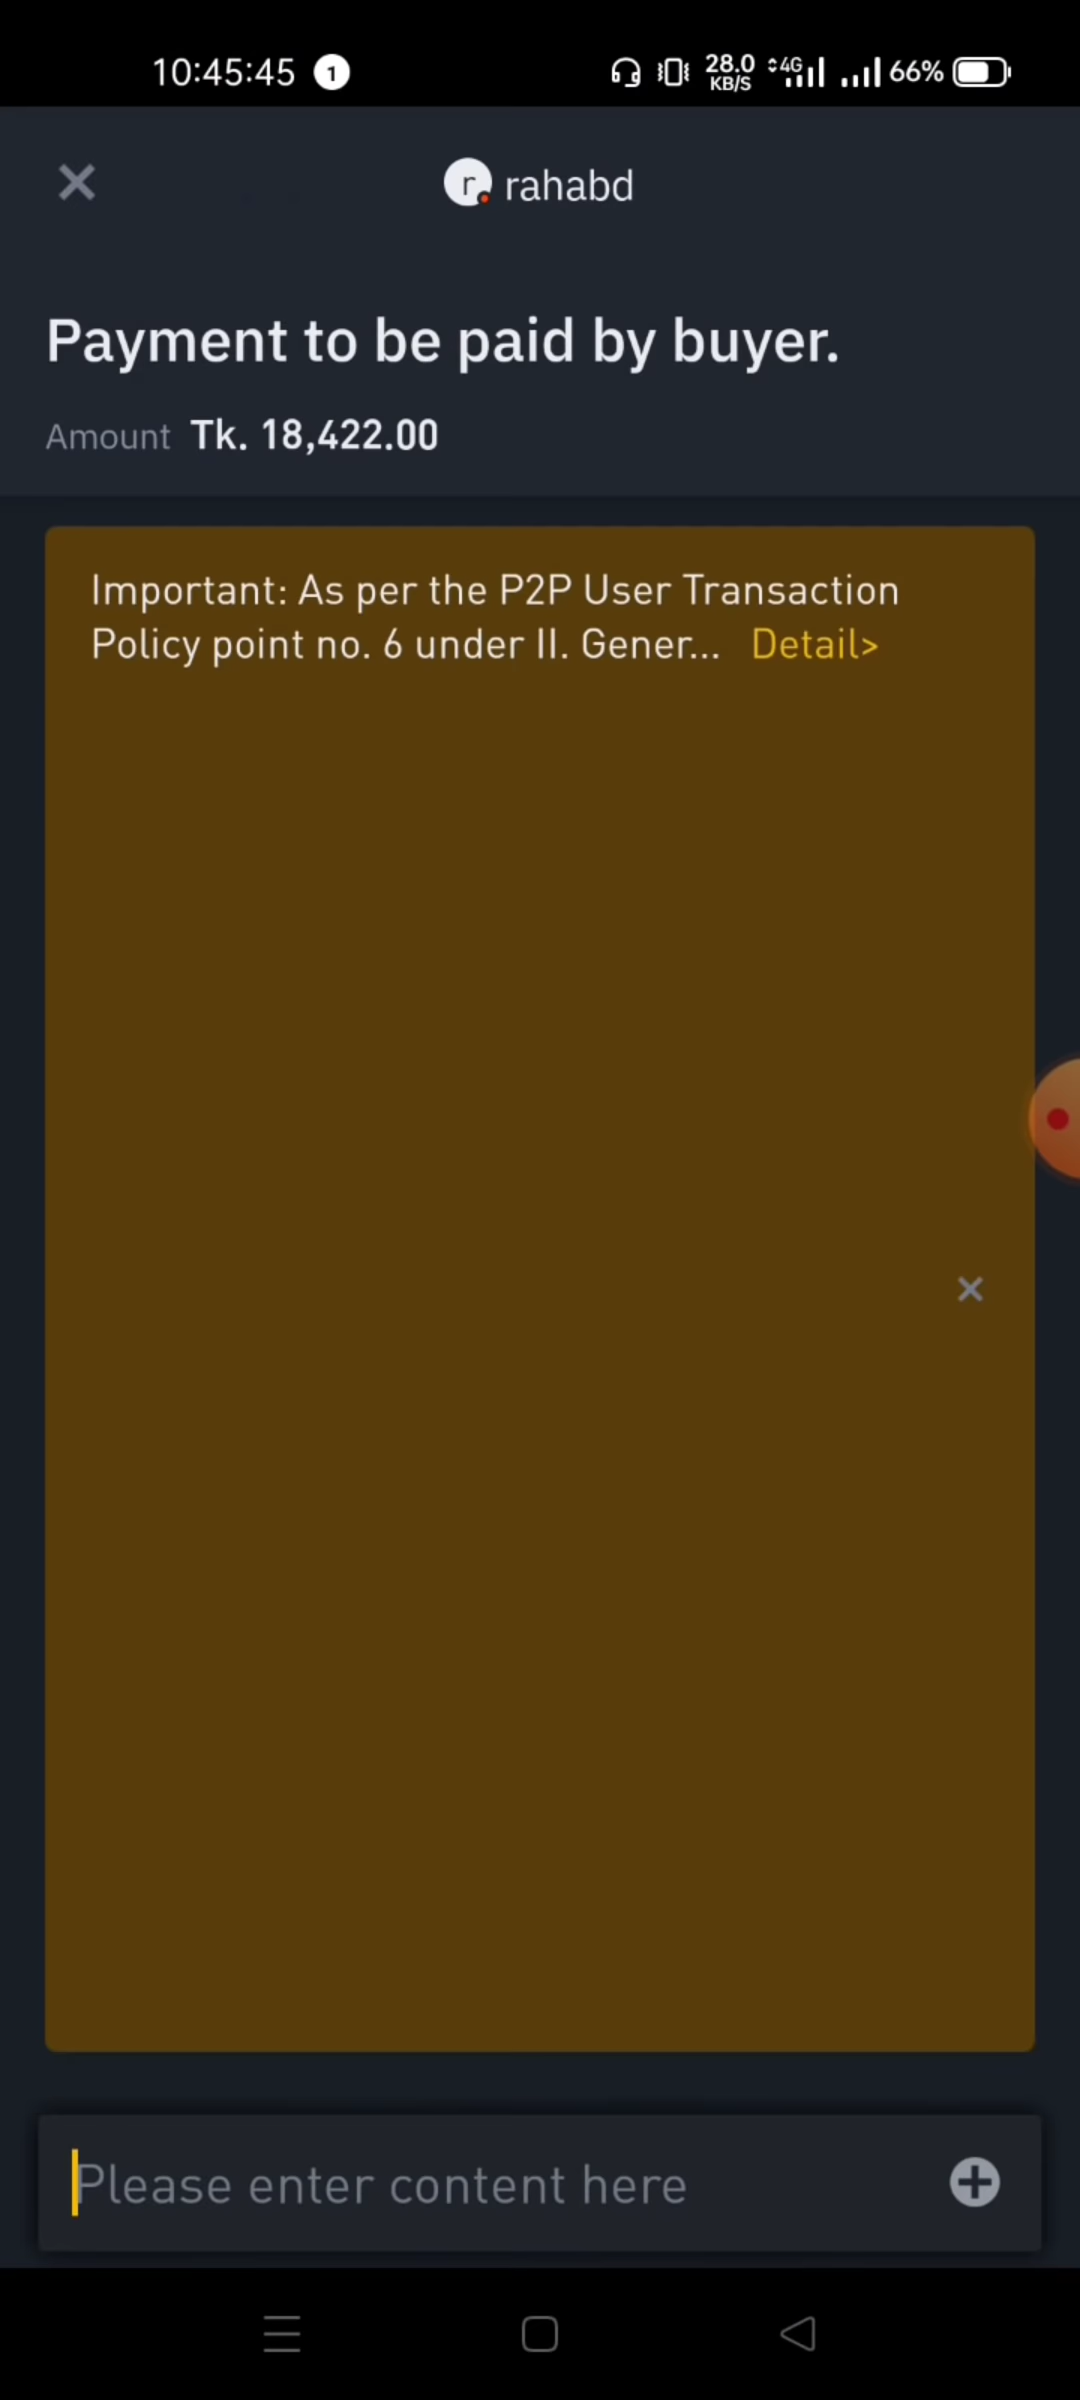 10:45:45 1 28.0 KB/S 4G 66%
r rahabd
Payment to be paid by buyer.
Amount Tk. 18,422.00
Important: As per the P2P User Transaction
Policy point no. 6 under II. Gener... Detail>
Please enter content here